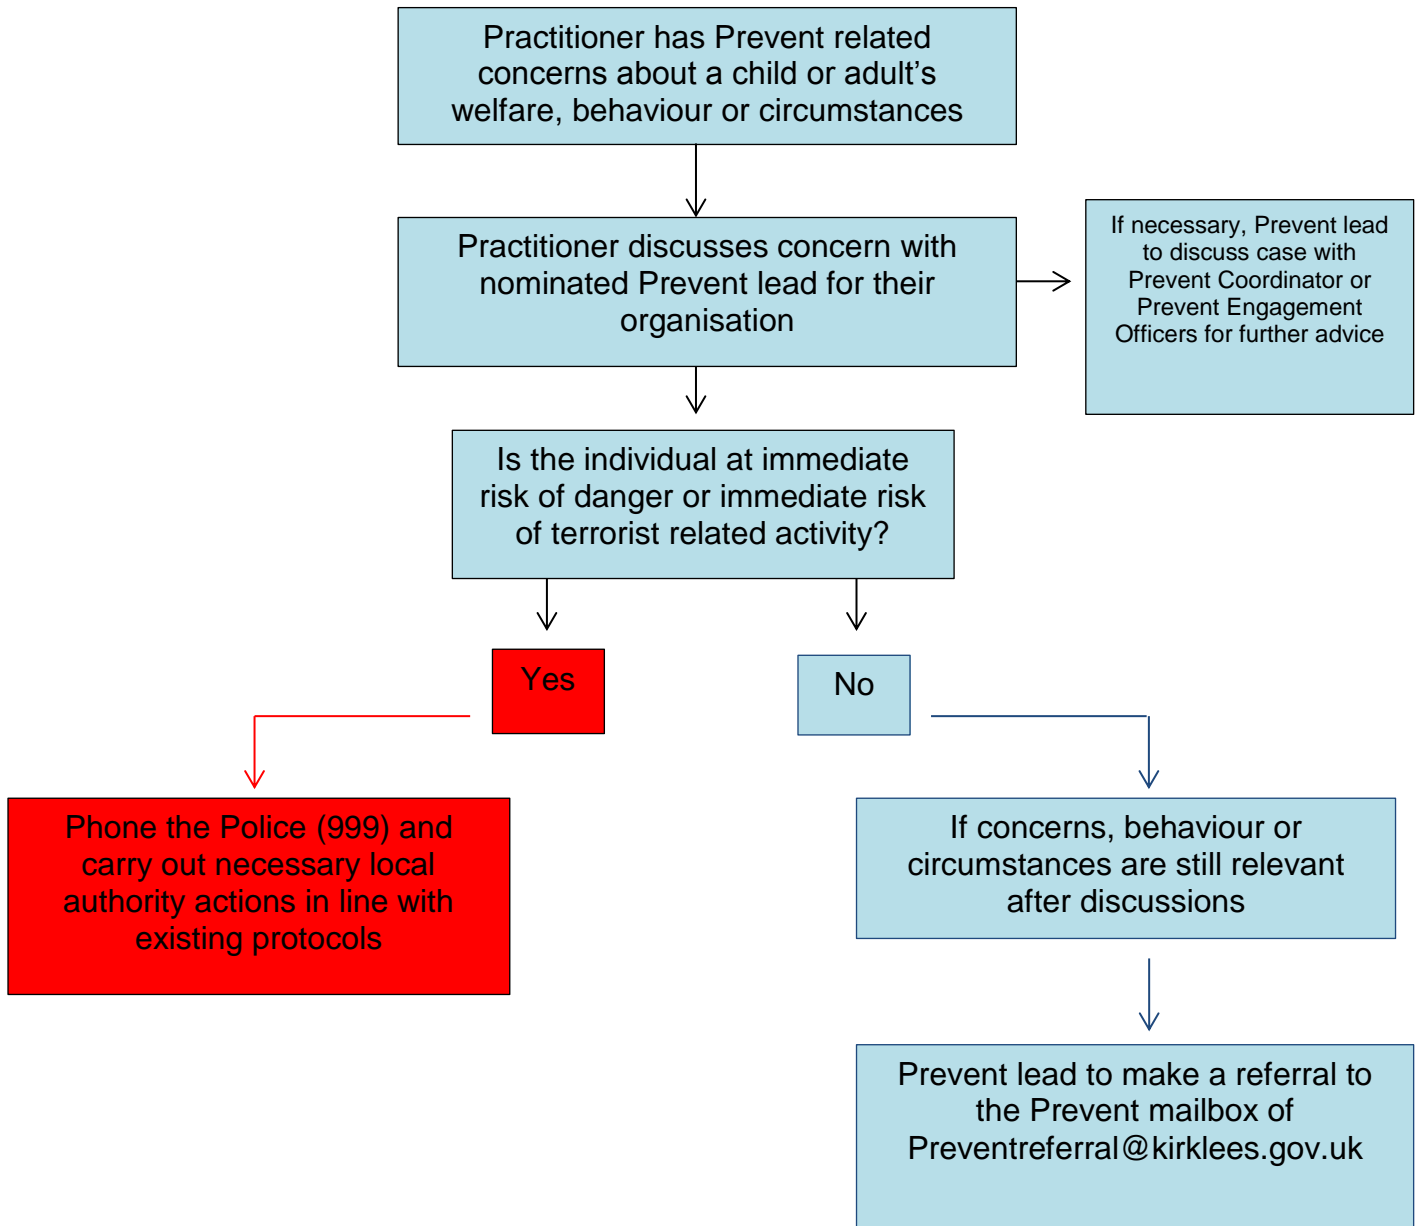 Practitioner has Prevent related
concerns about a child or adult’s
welfare, behaviour or circumstances
Practitioner discusses concern with
nominated Prevent lead for their
organisation
If necessary, Prevent lead
to discuss case with
Prevent Coordinator or
Prevent Engagement
Officers for further advice
Is the individual at immediate
risk of danger or immediate risk
of terrorist related activity?
Yes
No
Phone the Police (999) and
carry out necessary local
authority actions in line with
existing protocols
If concerns, behaviour or
circumstances are still relevant
after discussions
Prevent lead to make a referral to
the Prevent mailbox of
Preventreferral@kirklees.gov.uk